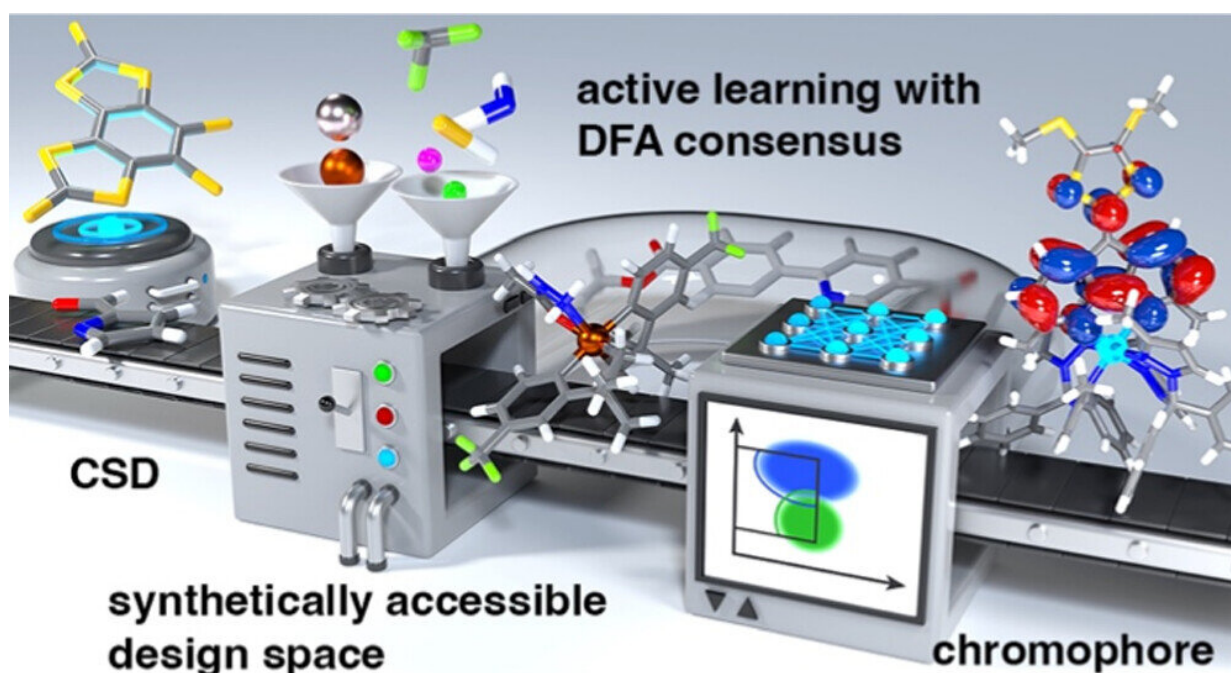 active learning with
DFA consensus
CSD
synthetically accessible
design space
chromophore